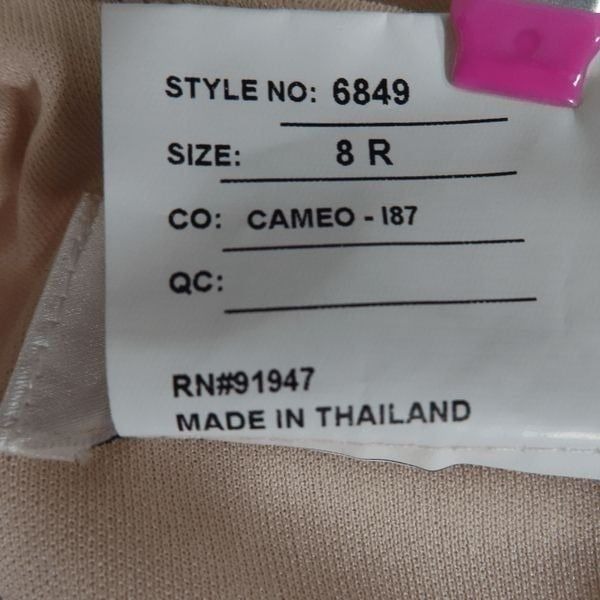 STYLE NO: 6849
SIZE: 8 R
CO: CAMEO - I87
QC:
RN#91947
MADE IN THAILAND